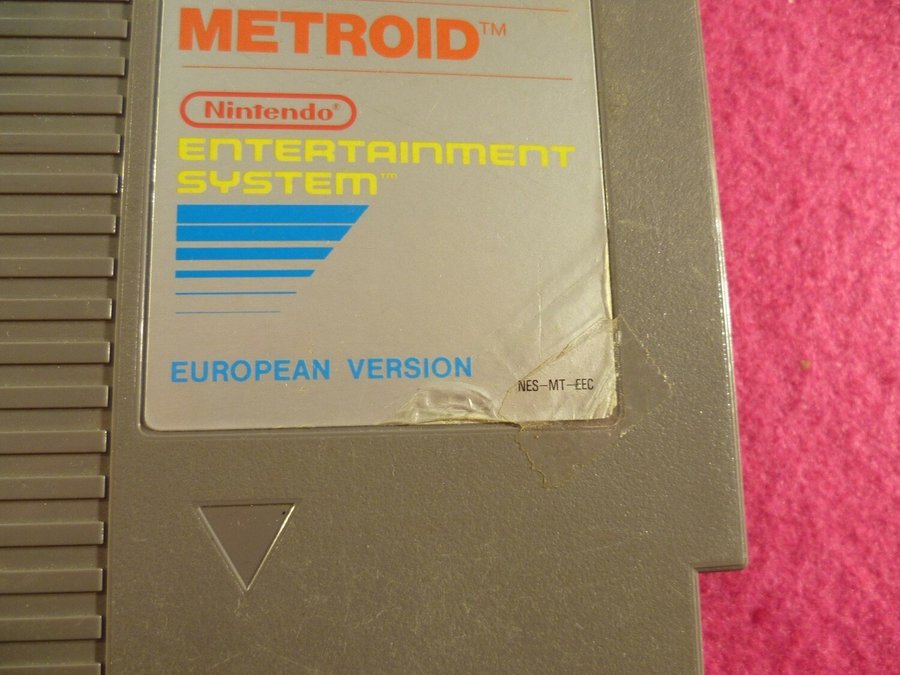 METROID™
Nintendo®
ENTERTAINMENT
SYSTEM™
EUROPEAN VERSION
NES-MT-EEC